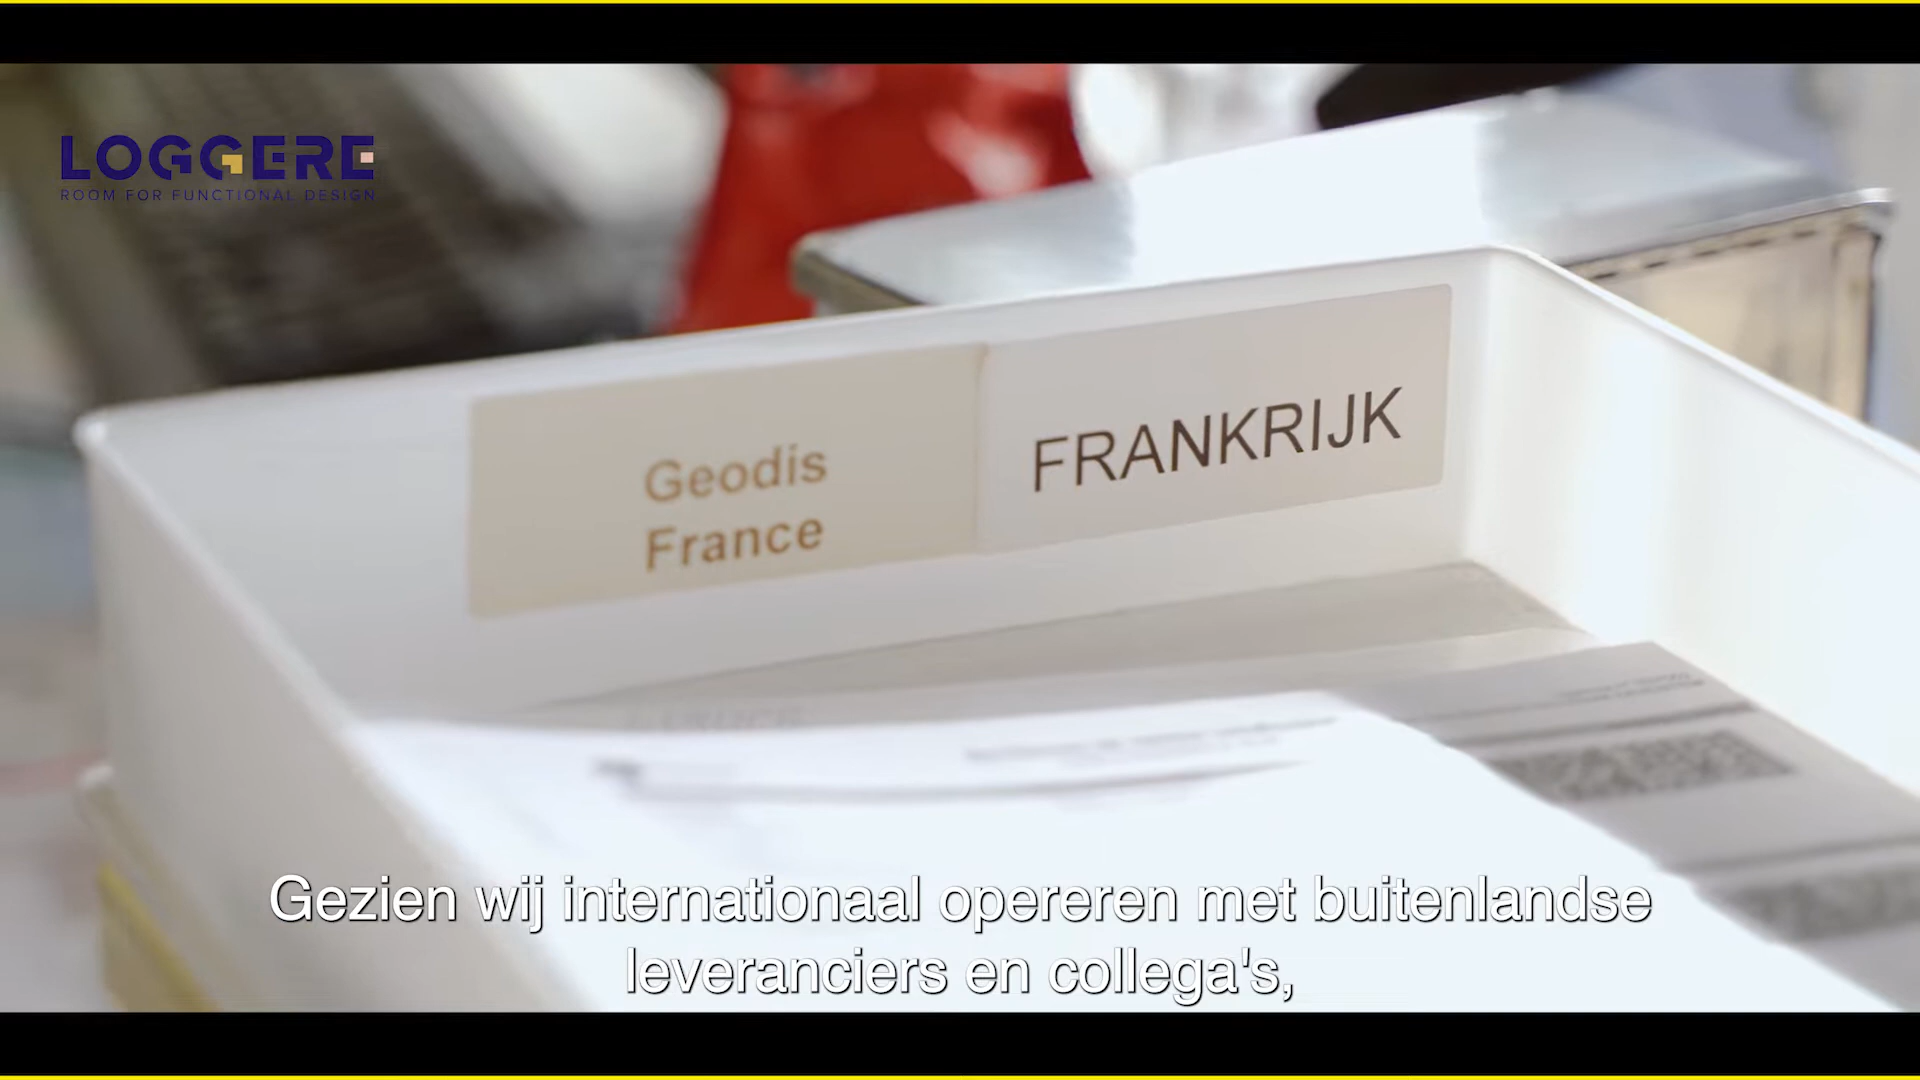 LOGGERE
ROOM FOR FUNCTIONAL DESIGN
Geodis
France
FRANKRIJK
Gezien wij internationaal opereren met buitenlandse
leveranciers en collega's,